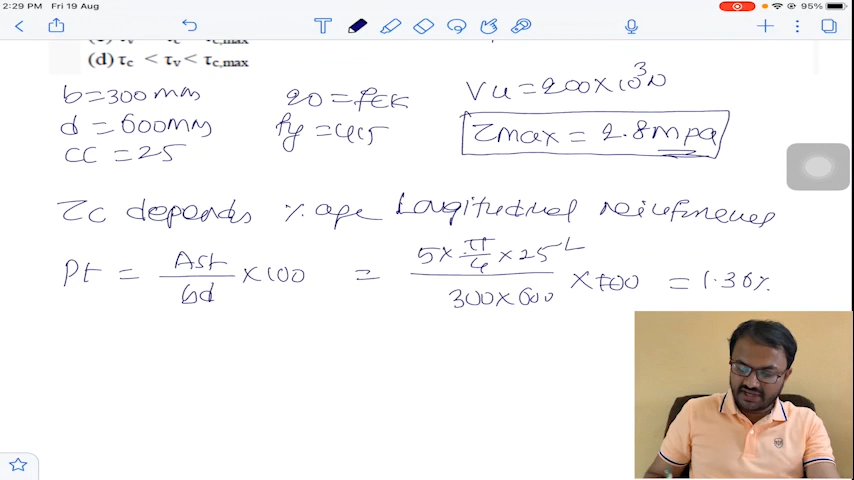 2:29 PM Fri 19 Aug
95%
τc,max
(d) τc < τv < τc,max
b = 300 mm
20 = fck
Vu = 200 × 10³ N
d = 600 mm
fy = 415
τmax = 2.8 mpa
CC = 25
τc depends % age Longitudinal reinforcement
Pt = Ast / bd × 100 = 5 × π/4 × 25² / 300 × 600 × 100 = 1.36%